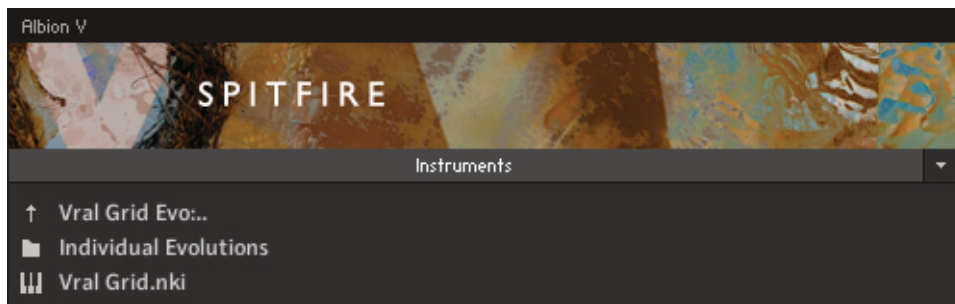 Albion V
SPITFIRE
Instruments
Vral Grid Evo:..
Individual Evolutions
Vral Grid.nki